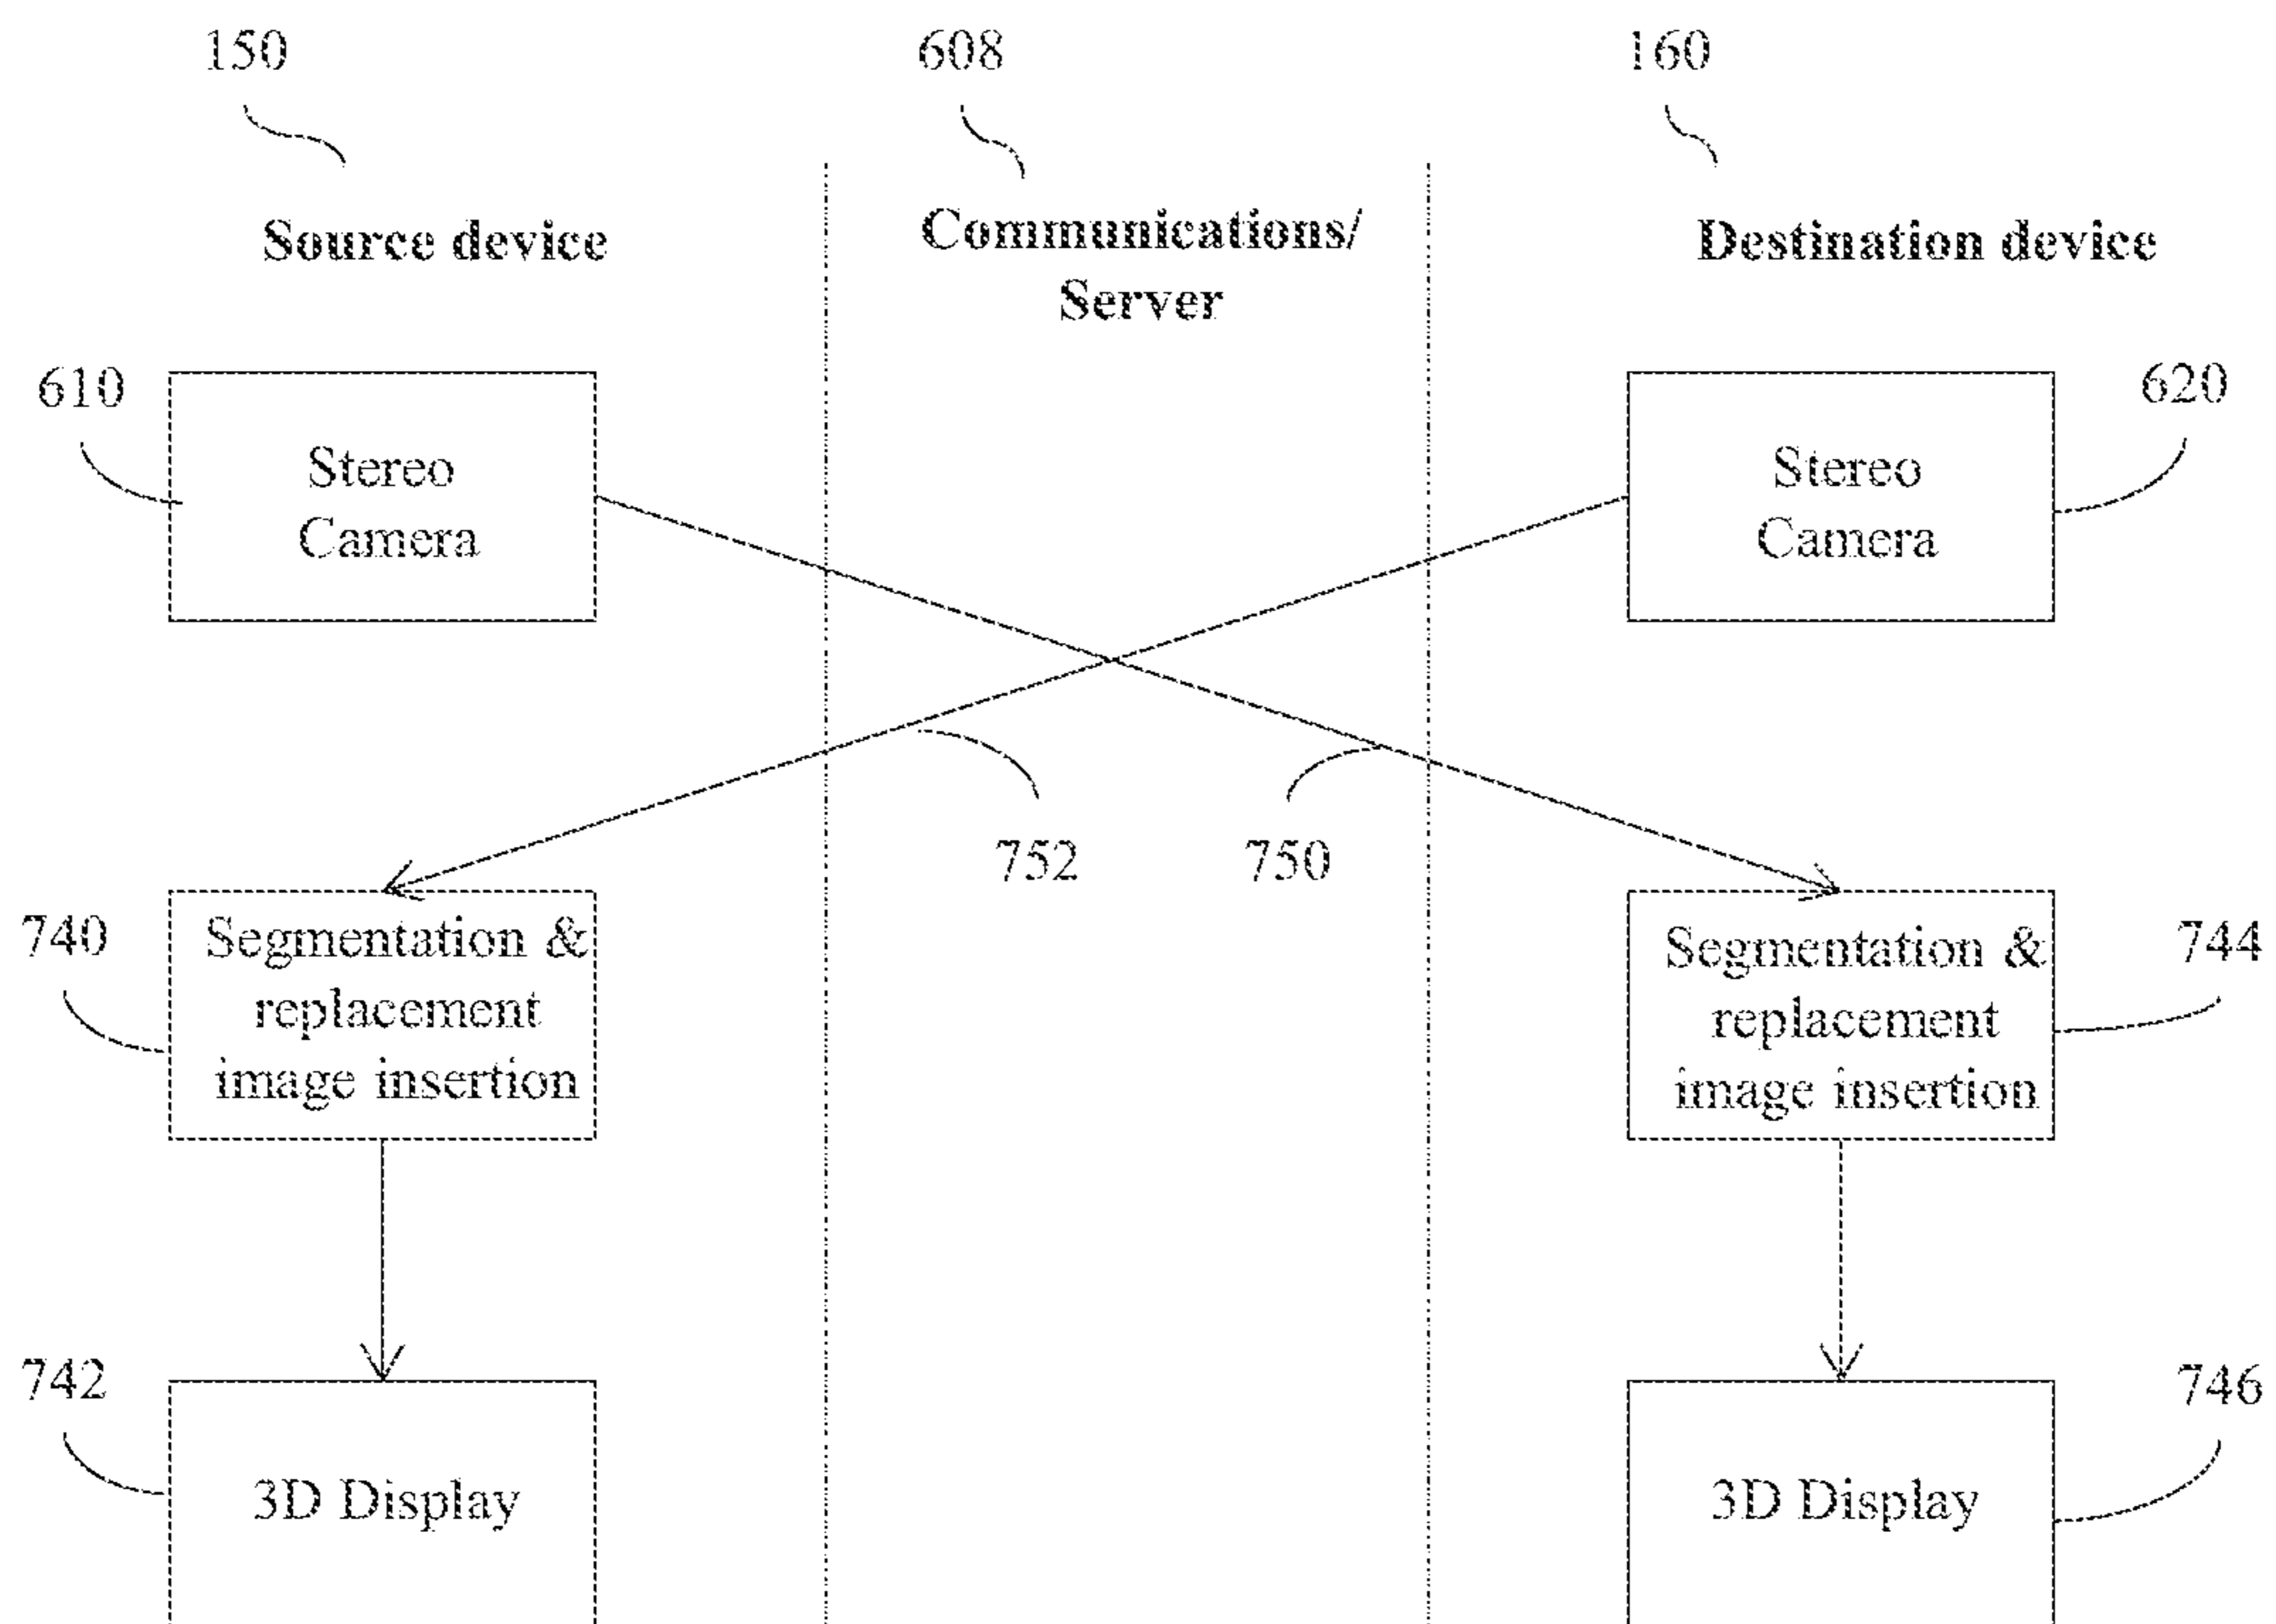 150
608
160
Source device
Communications/
Server
Destination device
610
Stereo
Camera
Stereo
Camera
620
752
750
740
Segmentation &
replacement
image insertion
Segmentation &
replacement
image insertion
744
742
3D Display
3D Display
746